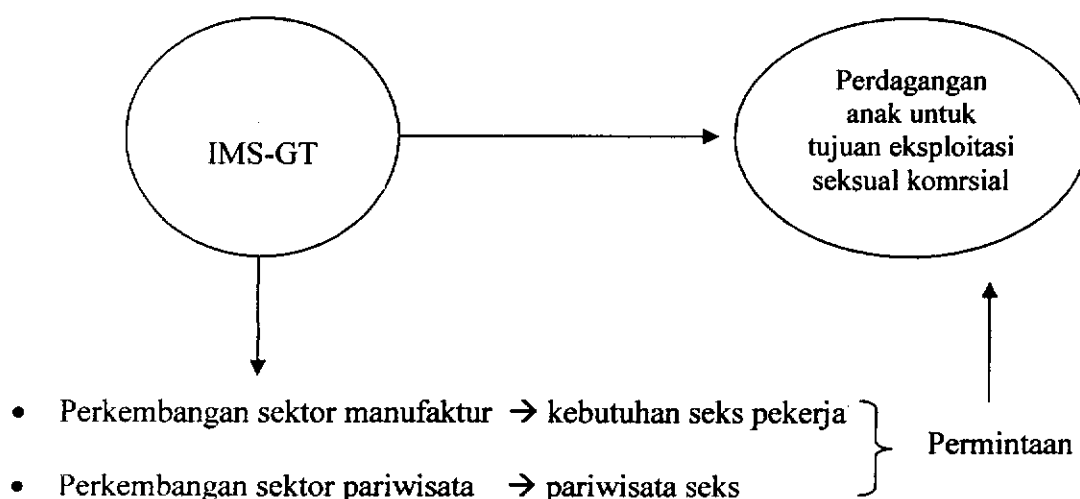 IMS-GT
Perdagangan
anak untuk
tujuan eksploitasi
seksual komrsial
• Perkembangan sektor manufaktur → kebutuhan seks pekerja
Permintaan
• Perkembangan sektor pariwisata → pariwisata seks